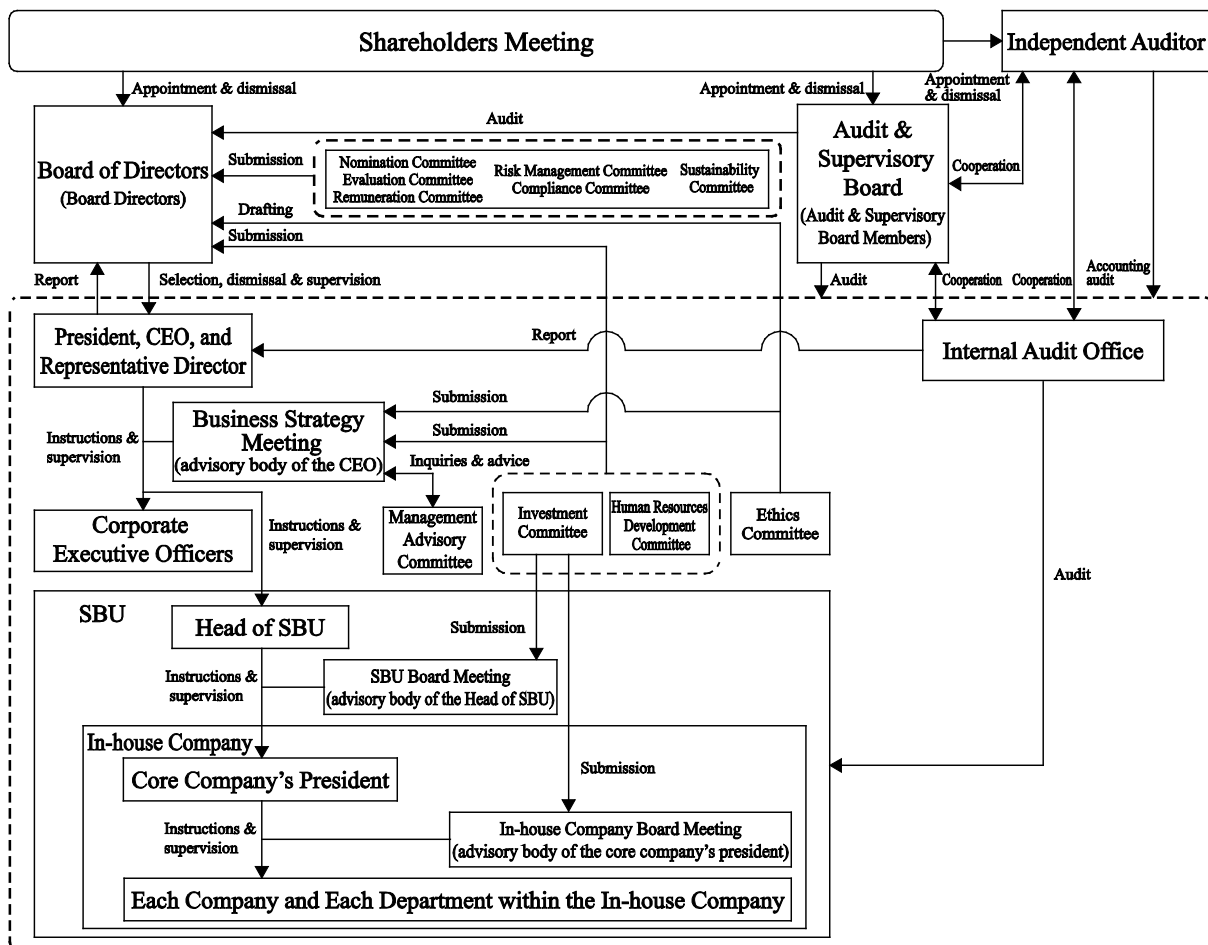 Shareholders Meeting
Independent Auditor
Appointment & dismissal
Appointment & dismissal
Appointment
& dismissal
Board of Directors
(Board Directors)
Audit
Submission
Nomination Committee
Evaluation Committee
Remuneration Committee
Risk Management Committee
Compliance Committee
Sustainability
Committee
Audit &
Supervisory
Board
(Audit & Supervisory
Board Members)
Cooperation
Drafting
Submission
Report
Selection, dismissal & supervision
Audit
Cooperation
Cooperation
Accounting
audit
President, CEO, and
Representative Director
Report
Internal Audit Office
Instructions &
supervision
Business Strategy
Meeting
(advisory body of the CEO)
Submission
Submission
Inquiries & advice
Corporate
Executive Officers
Instructions &
supervision
Management
Advisory
Committee
Investment
Committee
Human Resources
Development
Committee
Ethics
Committee
Audit
SBU
Head of SBU
Submission
Instructions &
supervision
SBU Board Meeting
(advisory body of the Head of SBU)
In-house Company
Core Company’s President
Submission
Instructions &
supervision
In-house Company Board Meeting
(advisory body of the core company’s president)
Each Company and Each Department within the In-house Company